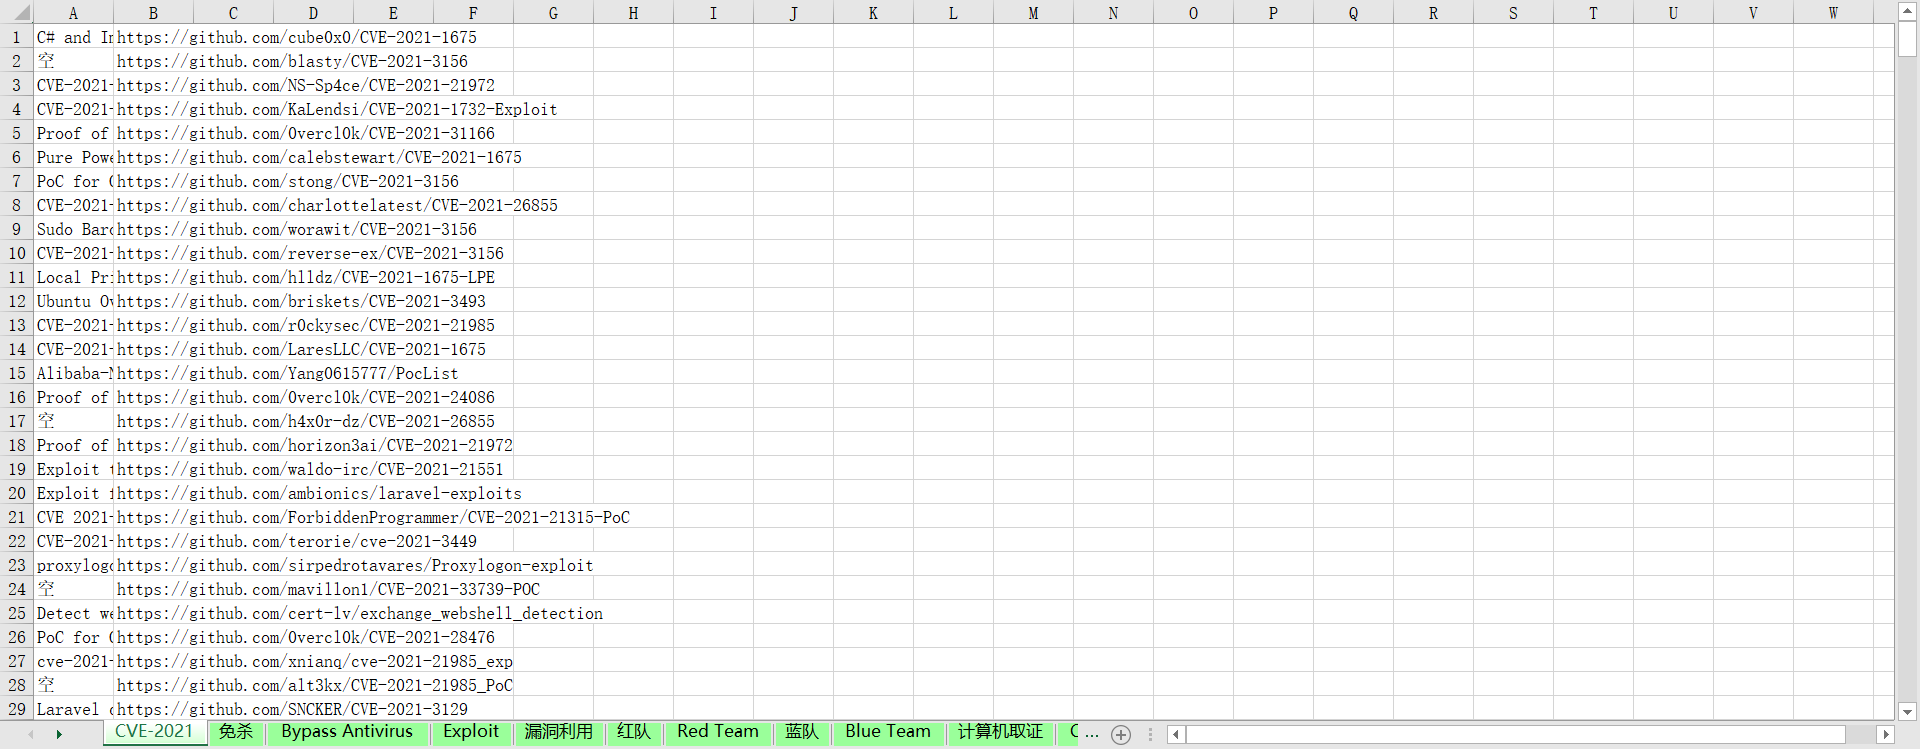 A B C D E F G H I J K L M N O P Q R S T U V W
1 C# and In https://github.com/cube0x0/CVE-2021-1675
2 空 https://github.com/blasty/CVE-2021-3156
3 CVE-2021- https://github.com/NS-Sp4ce/CVE-2021-21972
4 CVE-2021- https://github.com/KaLendsi/CVE-2021-1732-Exploit
5 Proof of https://github.com/0vercl0k/CVE-2021-31166
6 Pure Powe https://github.com/calebstewart/CVE-2021-1675
7 PoC for https://github.com/stong/CVE-2021-3156
8 CVE-2021- https://github.com/charlottelatest/CVE-2021-26855
9 Sudo Baro https://github.com/worawit/CVE-2021-3156
10 CVE-2021- https://github.com/reverse-ex/CVE-2021-3156
11 Local Pri https://github.com/hlldz/CVE-2021-1675-LPE
12 Ubuntu Ov https://github.com/briskets/CVE-2021-3493
13 CVE-2021- https://github.com/r0ckysec/CVE-2021-21985
14 CVE-2021- https://github.com/LaresLLC/CVE-2021-1675
15 Alibaba-N https://github.com/Yang0615777/PocList
16 Proof of https://github.com/0vercl0k/CVE-2021-24086
17 空 https://github.com/h4x0r-dz/CVE-2021-26855
18 Proof of https://github.com/horizon3ai/CVE-2021-21972
19 Exploit t https://github.com/waldo-irc/CVE-2021-21551
20 Exploit f https://github.com/ambionics/laravel-exploits
21 CVE 2021- https://github.com/ForbiddenProgrammer/CVE-2021-21315-PoC
22 CVE-2021- https://github.com/terorie/cve-2021-3449
23 proxylogo https://github.com/sirpedrotavares/Proxylogon-exploit
24 空 https://github.com/mavillon1/CVE-2021-33739-POC
25 Detect we https://github.com/cert-lv/exchange_webshell_detection
26 PoC for https://github.com/0vercl0k/CVE-2021-28476
27 cve-2021- https://github.com/xnianq/cve-2021-21985_exp
28 空 https://github.com/alt3kx/CVE-2021-21985_PoC
29 Laravel https://github.com/SNCKER/CVE-2021-3129
CVE-2021 免杀 Bypass Antivirus Exploit 漏洞利用 红队 Red Team 蓝队 Blue Team 计算机取证 ...